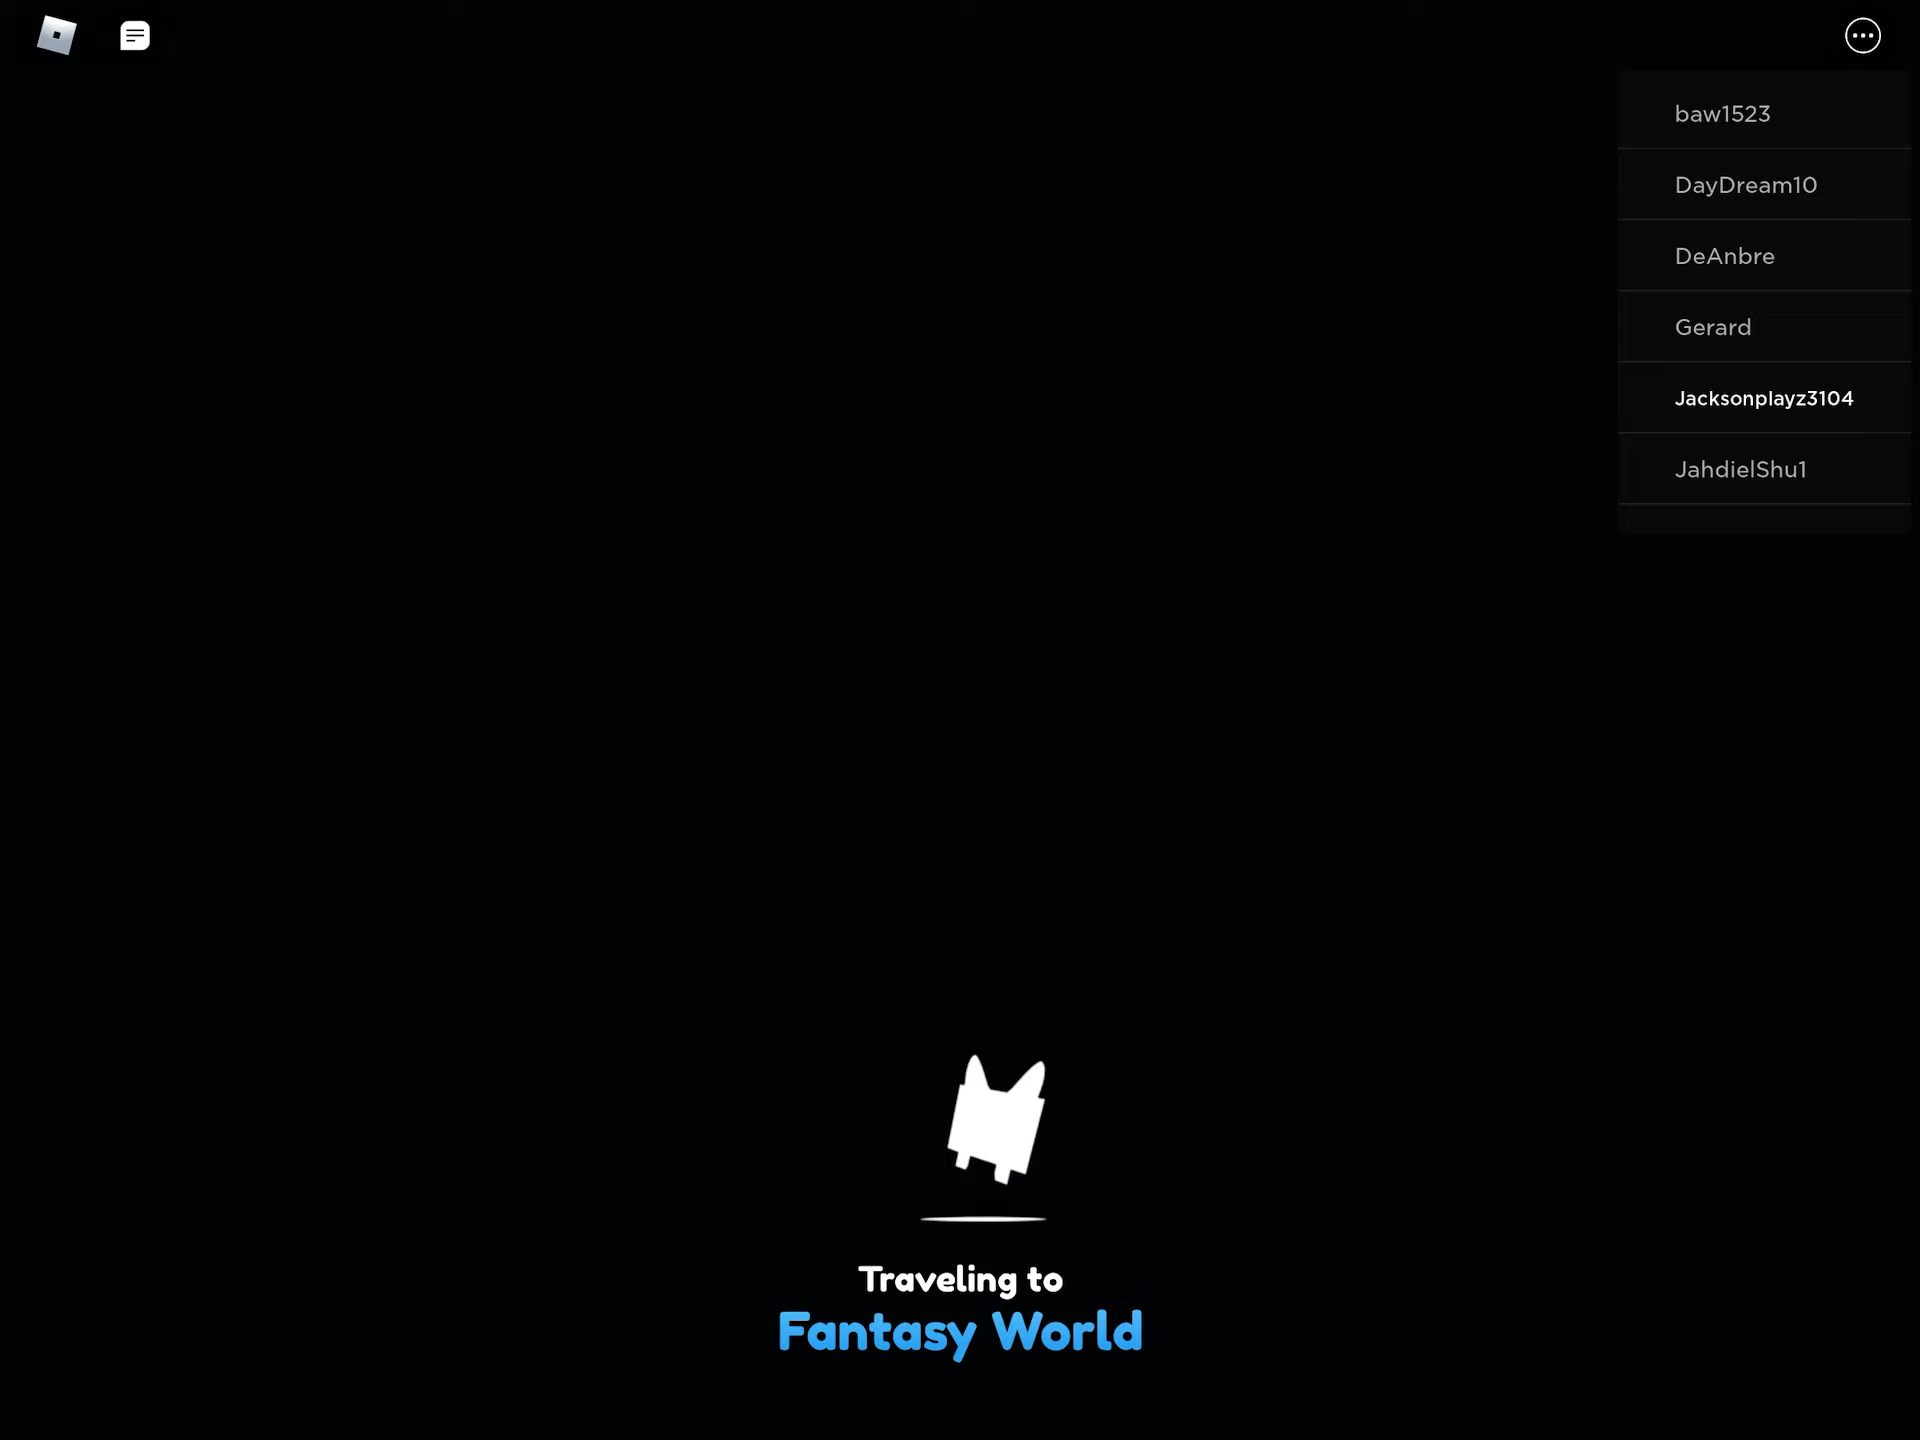 baw1523
DayDream10
DeAnbre
Gerard
Jacksonplayz3104
JahdielShu1
Traveling to
Fantasy World